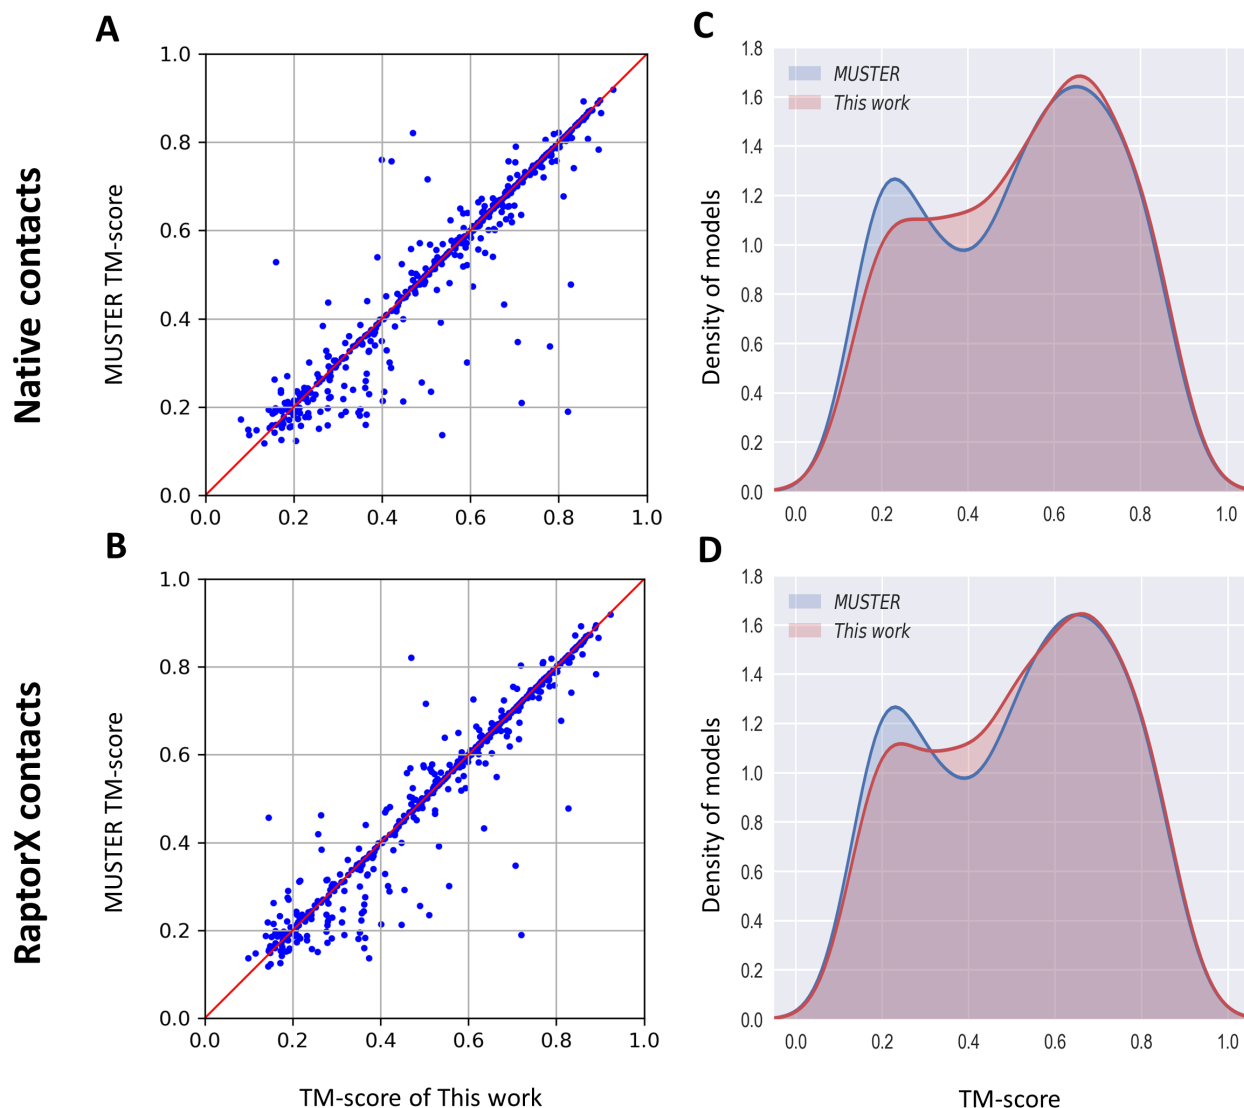 A
C
Native contacts
MUSTER TM-score
1.0
0.8
0.6
0.4
0.2
0.0
0.0 0.2 0.4 0.6 0.8 1.0
Density of models
1.8
1.6
1.4
1.2
1.0
0.8
0.6
0.4
0.2
0.0
MUSTER
This work
0.0 0.2 0.4 0.6 0.8 1.0
B
D
RaptorX contacts
MUSTER TM-score
1.0
0.8
0.6
0.4
0.2
0.0
0.0 0.2 0.4 0.6 0.8 1.0
TM-score of This work
Density of models
1.8
1.6
1.4
1.2
1.0
0.8
0.6
0.4
0.2
0.0
MUSTER
This work
0.0 0.2 0.4 0.6 0.8 1.0
TM-score